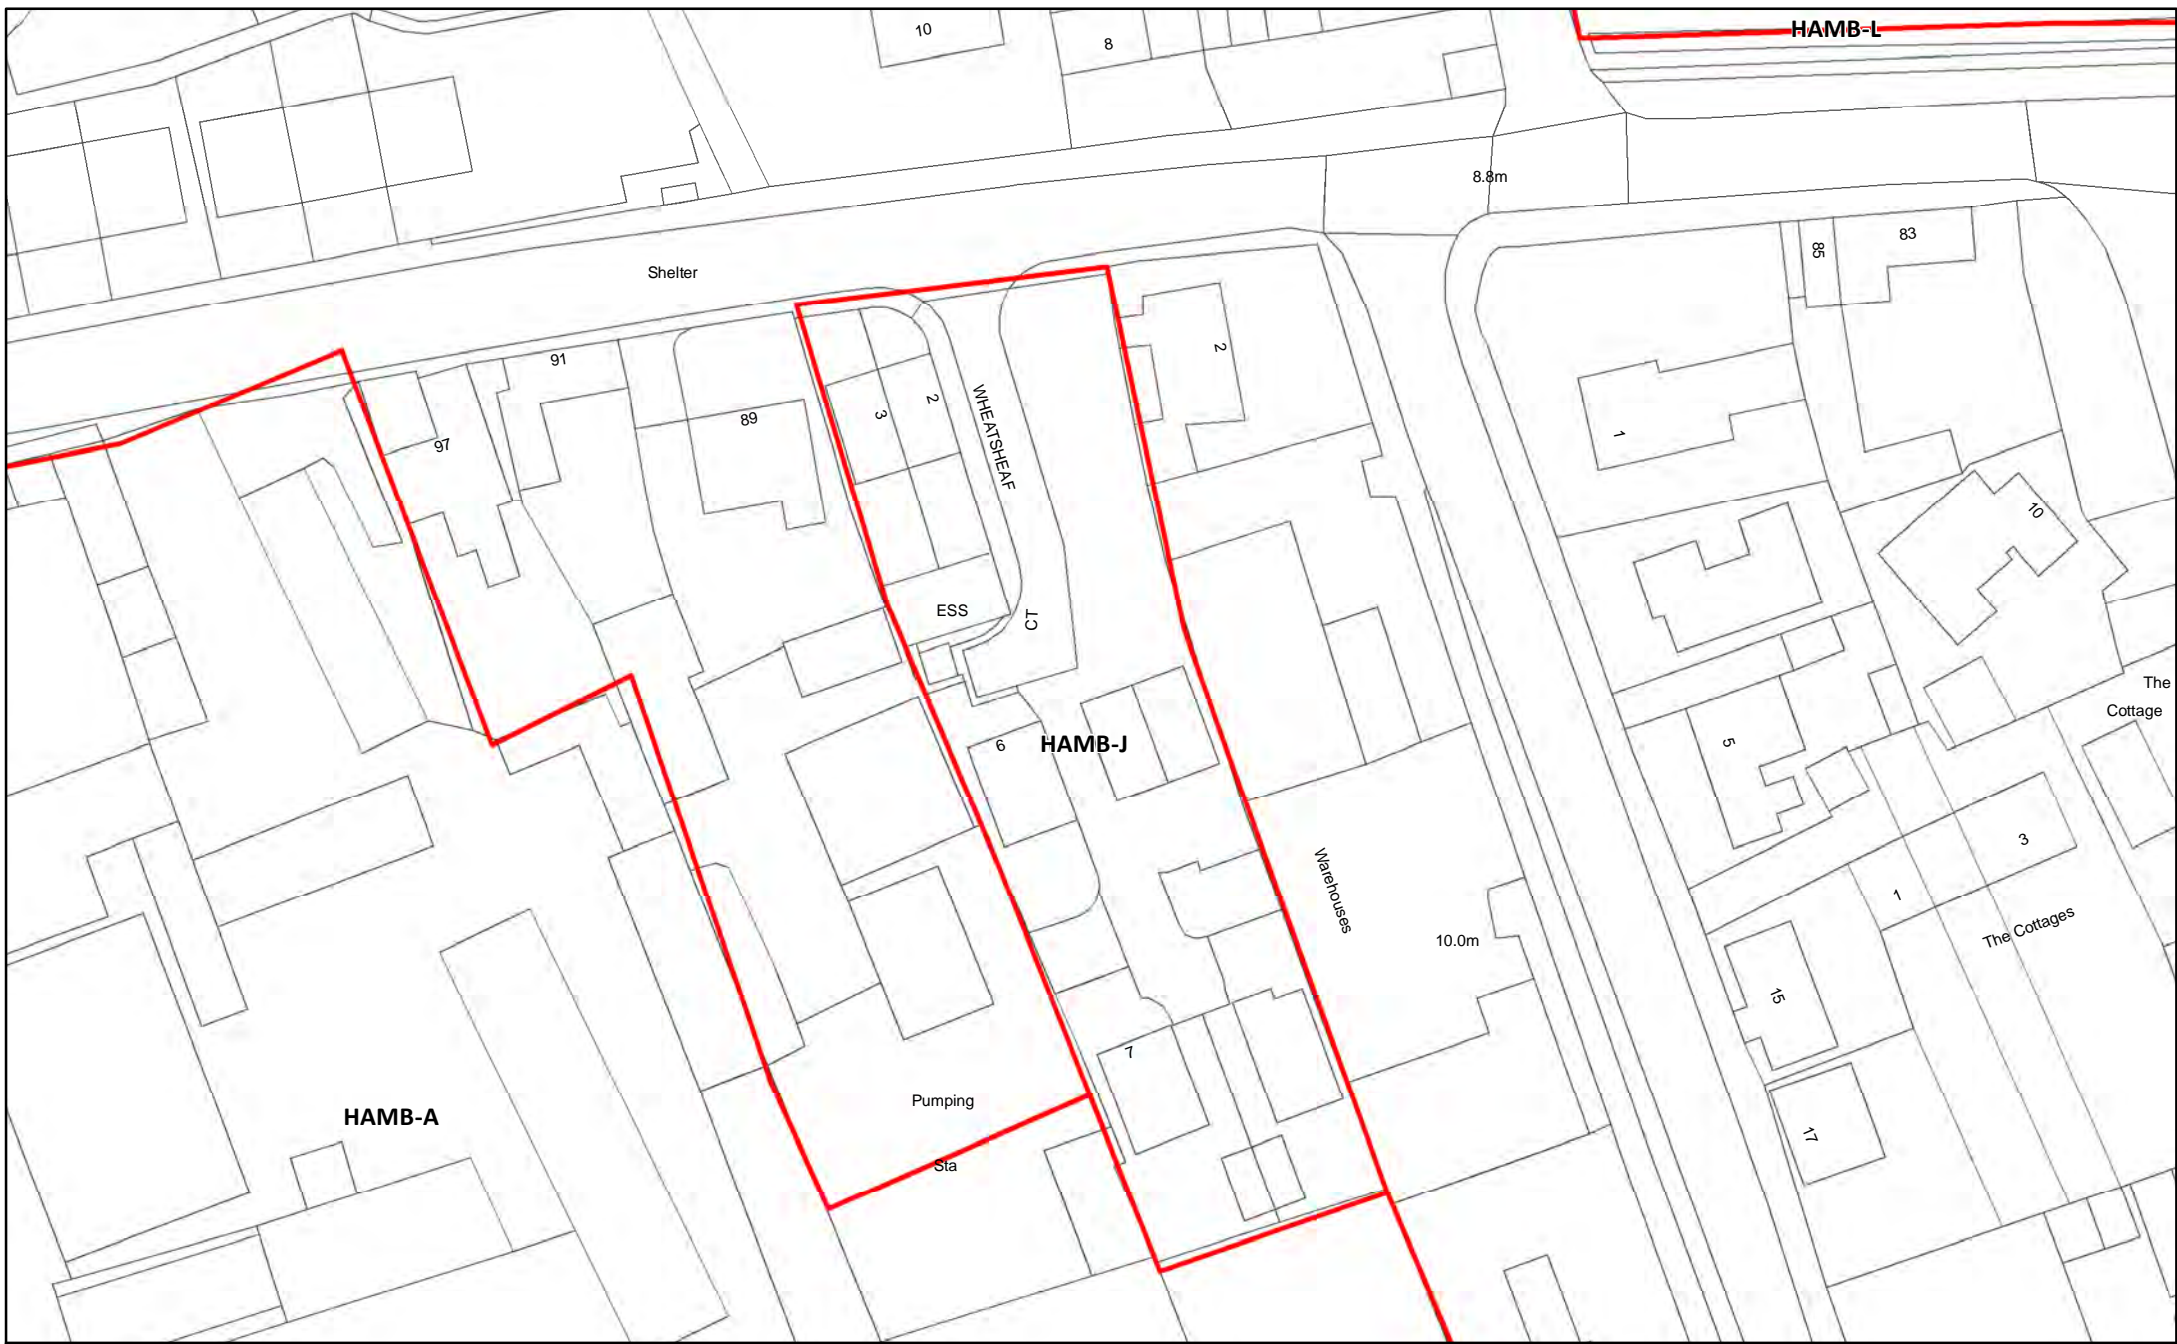 HAMB-L
10
8
8.8m
85
83
Shelter
91
2
97
89
3
2
WHEATSHEAF
1
10
ESS
CT
The
Cottage
6
HAMB-J
5
3
Warehouses
1
The Cottages
10.0m
15
7
Pumping
HAMB-A
17
Sta